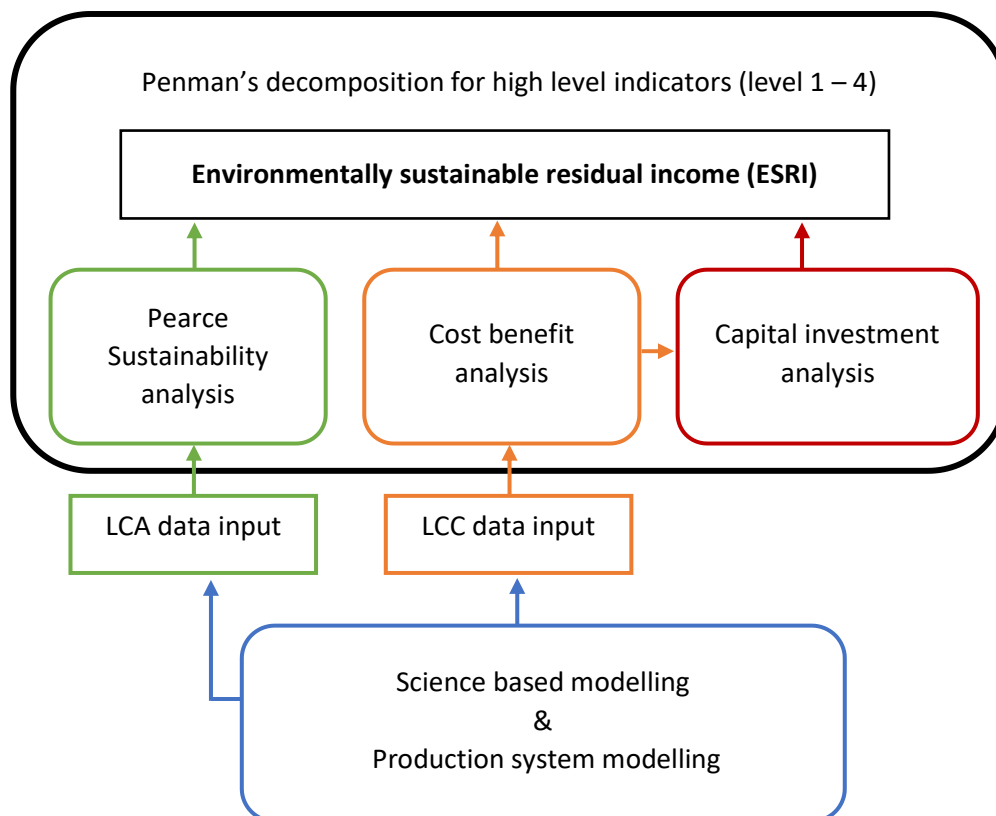 Penman’s decomposition for high level indicators (level 1 – 4)
Environmentally sustainable residual income (ESRI)
Pearce
Sustainability
analysis
Cost benefit
analysis
Capital investment
analysis
LCA data input
LCC data input
Science based modelling
&
Production system modelling